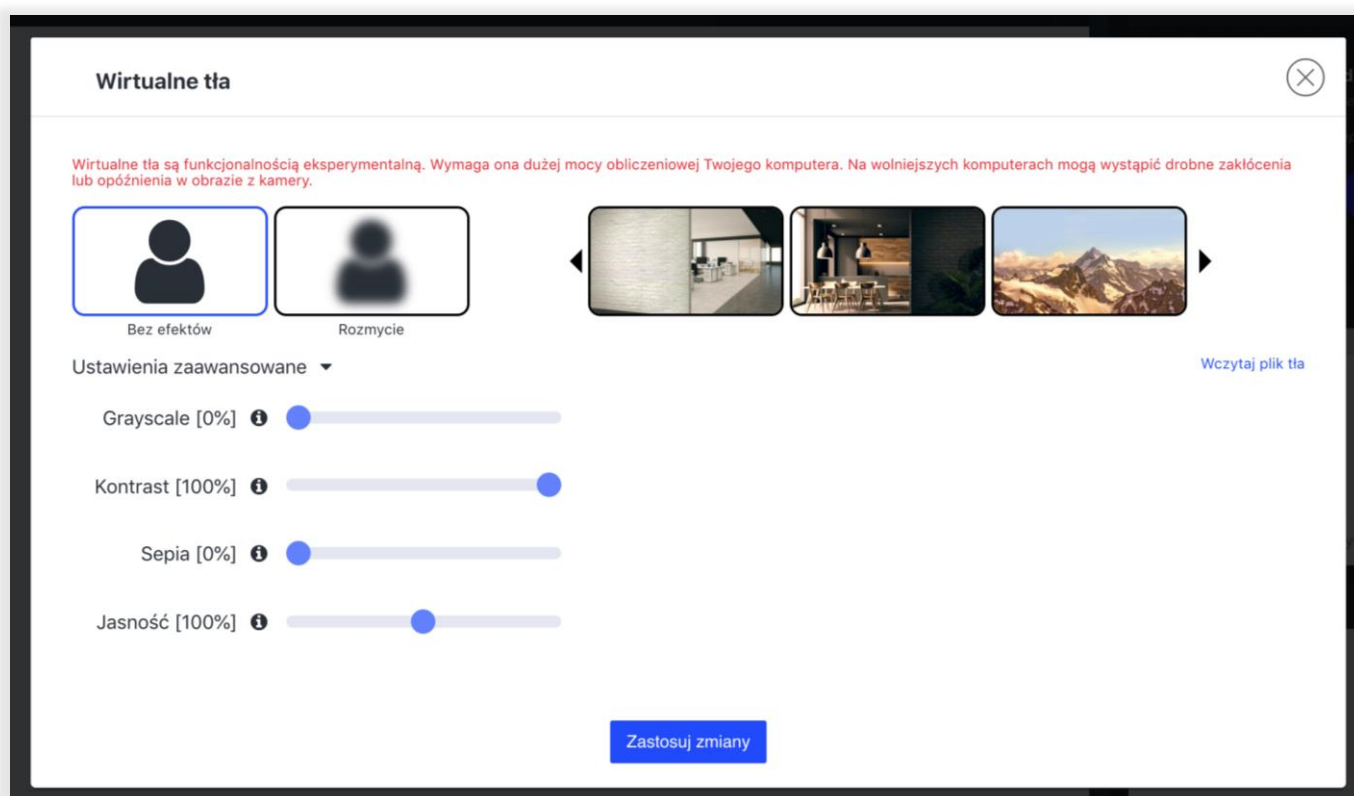 Wirtualne tła
Wirtualne tła są funkcjonalnością eksperymentalną. Wymaga ona dużej mocy obliczeniowej Twojego komputera. Na wolniejszych komputerach mogą wystąpić drobne zakłócenia
lub opóźnienia w obrazie z kamery.
Bez efektów
Rozmycie
Ustawienia zaawansowane
Wczytaj plik tła
Grayscale [0%]
Kontrast [100%]
Sepia [0%]
Jasność [100%]
Zastosuj zmiany